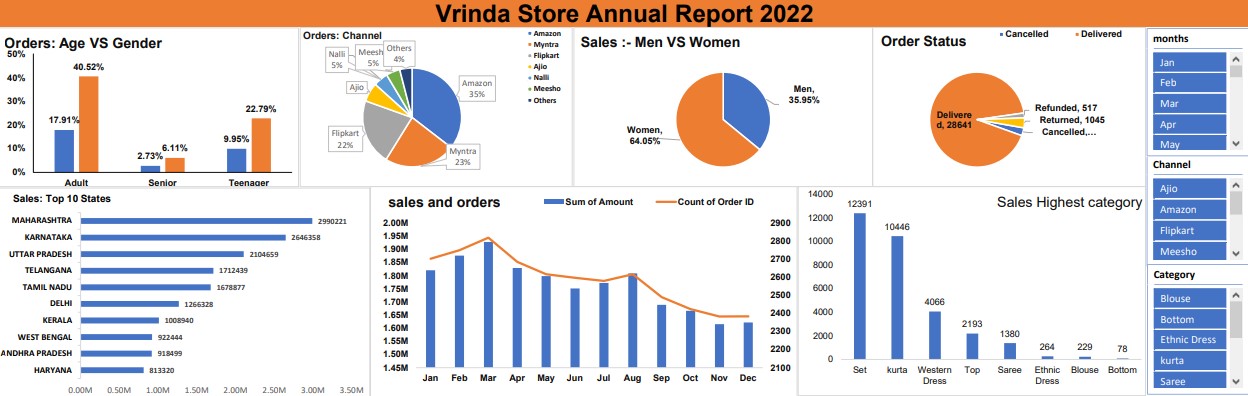 Vrinda Store Annual Report 2022
Orders: Age VS Gender
50%
40%
30%
20%
10%
0%
17.91%
40.52%
2.73%
6.11%
9.95%
22.79%
Adult
Senior
Teenager
Orders: Channel
Amazon
Myntra
Flipkart
Ajio
Nalli
Meesho
Others
Nalli
5%
Meesh
5%
Others
4%
Ajio
Flipkart
22%
Amazon
35%
Myntra
23%
Sales :- Men VS Women
Men,
35.95%
Women,
64.05%
Order Status
Cancelled
Delivered
Delivere
d, 28641
Refunded, 517
Returned, 1045
Cancelled,...
months
Jan
Feb
Mar
Apr
May
Channel
Ajio
Amazon
Flipkart
Meesho
Category
Blouse
Bottom
Ethnic Dress
kurta
Saree
Sales: Top 10 States
MAHARASHTRA 2990221
KARNATAKA 2646358
UTTAR PRADESH 2104659
TELANGANA 1712439
TAMIL NADU 1678877
DELHI 1266328
KERALA 1008940
WEST BENGAL 922444
ANDHRA PRADESH 918499
HARYANA 813320
0.00M 0.50M 1.00M 1.50M 2.00M 2.50M 3.00M 3.50M
sales and orders
Sum of Amount
Count of Order ID
2.00M
1.95M
1.90M
1.85M
1.80M
1.75M
1.70M
1.65M
1.60M
1.55M
1.50M
1.45M
2900
2800
2700
2600
2500
2400
2300
2200
2100
Jan Feb Mar Apr May Jun Jul Aug Sep Oct Nov Dec
Sales Highest category
14000
12000
10000
8000
6000
4000
2000
0
12391
10446
4066
2193
1380
264
229
78
Set
kurta
Western
Dress
Top
Saree
Ethnic
Dress
Blouse
Bottom